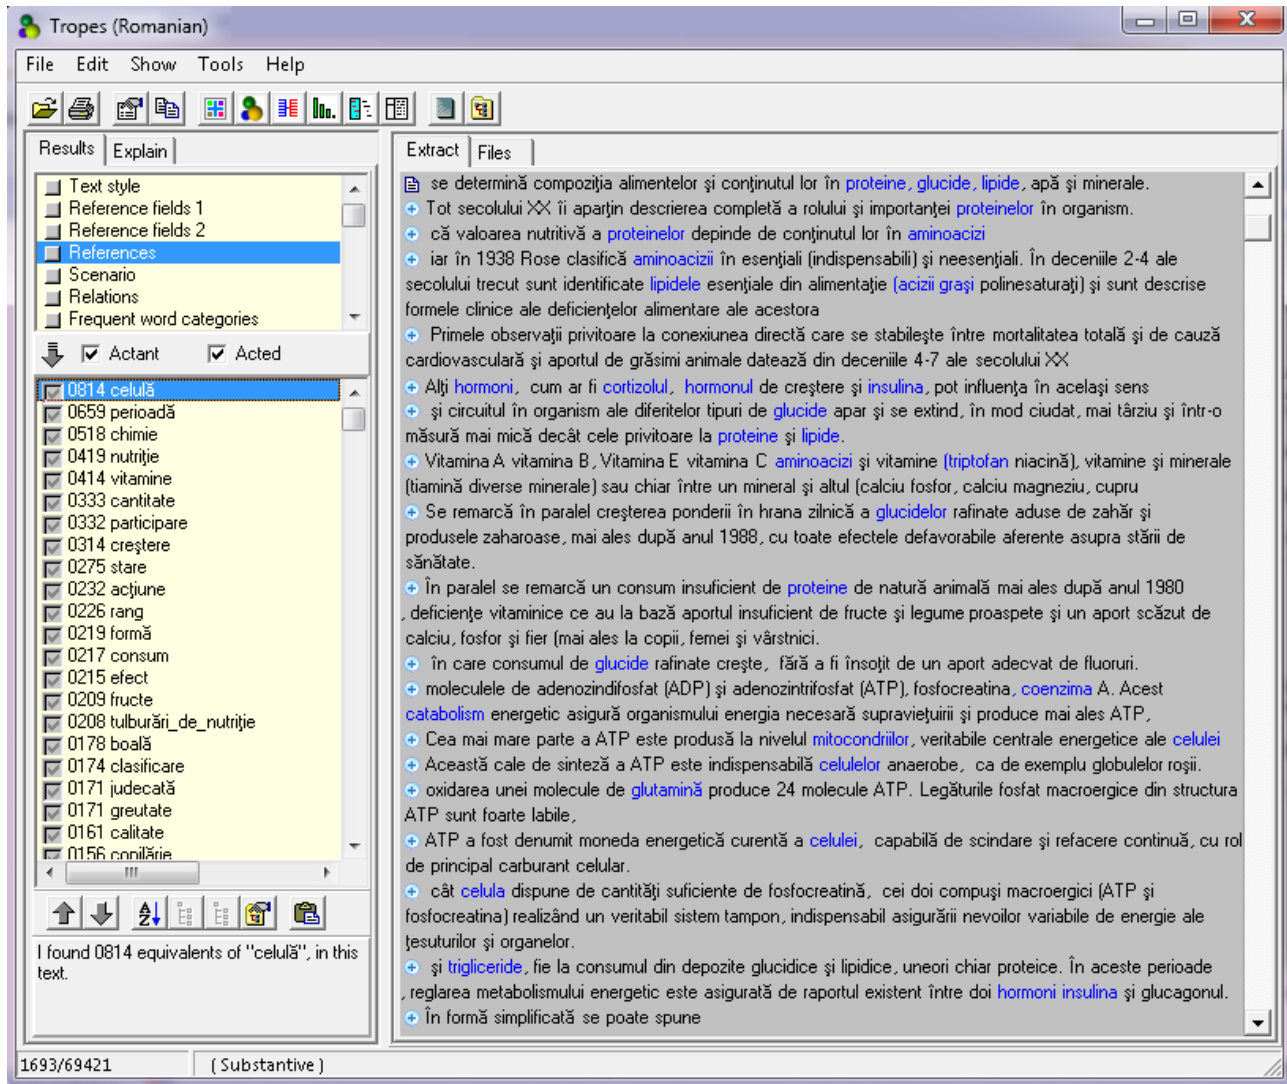 Tropes (Romanian)
File Edit Show Tools Help
Results Explain
Text style
Reference fields 1
Reference fields 2
References
Scenario
Relations
Frequent word categories
Actant Acted
0814 celulă
0659 perioadă
0518 chimie
0419 nutriţie
0414 vitamine
0333 cantitate
0332 participare
0314 creştere
0275 stare
0232 acţiune
0226 rang
0219 formă
0217 consum
0215 efect
0209 fructe
0208 tulburări_de_nutriţie
0178 boală
0174 clasificare
0171 judecată
0171 greutate
0161 calitate
0156 copilărie
I found 0814 equivalents of "celulă", in this
text.
Extract Files
se determină compoziţia alimentelor şi conţinutul lor în proteine, glucide, lipide, apă şi minerale.
Tot secolului XX îi aparţin descrierea completă a rolului şi importanţei proteinelor în organism.
că valoarea nutritivă a proteinelor depinde de conţinutul lor în aminoacizi
iar în 1938 Rose clasifică aminoacizii în esenţiali (indispensabili) şi neesenţiali. În deceniile 2-4 ale
secolului trecut sunt identificate lipidele esenţiale din alimentaţie (acizii graşi polinesaturaţi) şi sunt descrise
formele clinice ale deficienţelor alimentare ale acestora
Primele observaţii privitoare la conexiunea directă care se stabileşte între mortalitatea totală şi de cauză
cardiovasculară şi aportul de grăsimi animale datează din deceniile 4-7 ale secolului XX
Alţi hormoni, cum ar fi cortizolul, hormonul de creştere şi insulina, pot influenţa în acelaşi sens
şi circuitul în organism ale diferitelor tipuri de glucide apar şi se extind, în mod ciudat, mai târziu şi într-o
măsură mai mică decât cele privitoare la proteine şi lipide.
Vitamina A vitamina B, Vitamina E vitamina C aminoacizi şi vitamine (triptofan niacină), vitamine şi minerale
(tiamină diverse minerale) sau chiar între un mineral şi altul (calciu fosfor, calciu magneziu, cupru
Se remarcă în paralel creşterea ponderii în hrana zilnică a glucidelor rafinate aduse de zahăr şi
produsele zaharoase, mai ales după anul 1988, cu toate efectele defavorabile aferente asupra stării de
sănătate.
În paralel se remarcă un consum insuficient de proteine de natură animală mai ales după anul 1980
, deficienţe vitaminice ce au la bază aportul insuficient de fructe şi legume proaspete şi un aport scăzut de
calciu, fosfor şi fier (mai ales la copii, femei şi vârstnici.
în care consumul de glucide rafinate creşte, fără a fi însoţit de un aport adecvat de fluoruri.
moleculele de adenozindifosfat (ADP) şi adenozintrifosfat (ATP), fosfocreatina, coenzima A. Acest
catabolism energetic asigură organismului energia necesară supravieţuirii şi produce mai ales ATP,
Cea mai mare parte a ATP este produsă la nivelul mitocondriilor, veritabile centrale energetice ale celulei
Această cale de sinteză a ATP este indispensabilă celulelor anaerobe, ca de exemplu globulelor roşii.
oxidarea unei molecule de glutamină produce 24 molecule ATP. Legăturile fosfat macroergice din structura
ATP sunt foarte labile,
ATP a fost denumit moneda energetică curentă a celulei, capabilă de scindare şi refacere continuă, cu rol
de principal carburant celular.
cât celula dispune de cantităţi suficiente de fosfocreatină, cei doi compuşi macroergici (ATP şi
fosfocreatina) realizând un veritabil sistem tampon, indispensabil asigurării nevoilor variabile de energie ale
ţesuturilor şi organelor.
şi trigliceride, fie la consumul din depozite glucidice şi lipidice, uneori chiar proteice. În aceste perioade
, reglarea metabolismului energetic este asigurată de raportul existent între doi hormoni insulina şi glucagonul.
În formă simplificată se poate spune
1693/69421 ( Substantive )